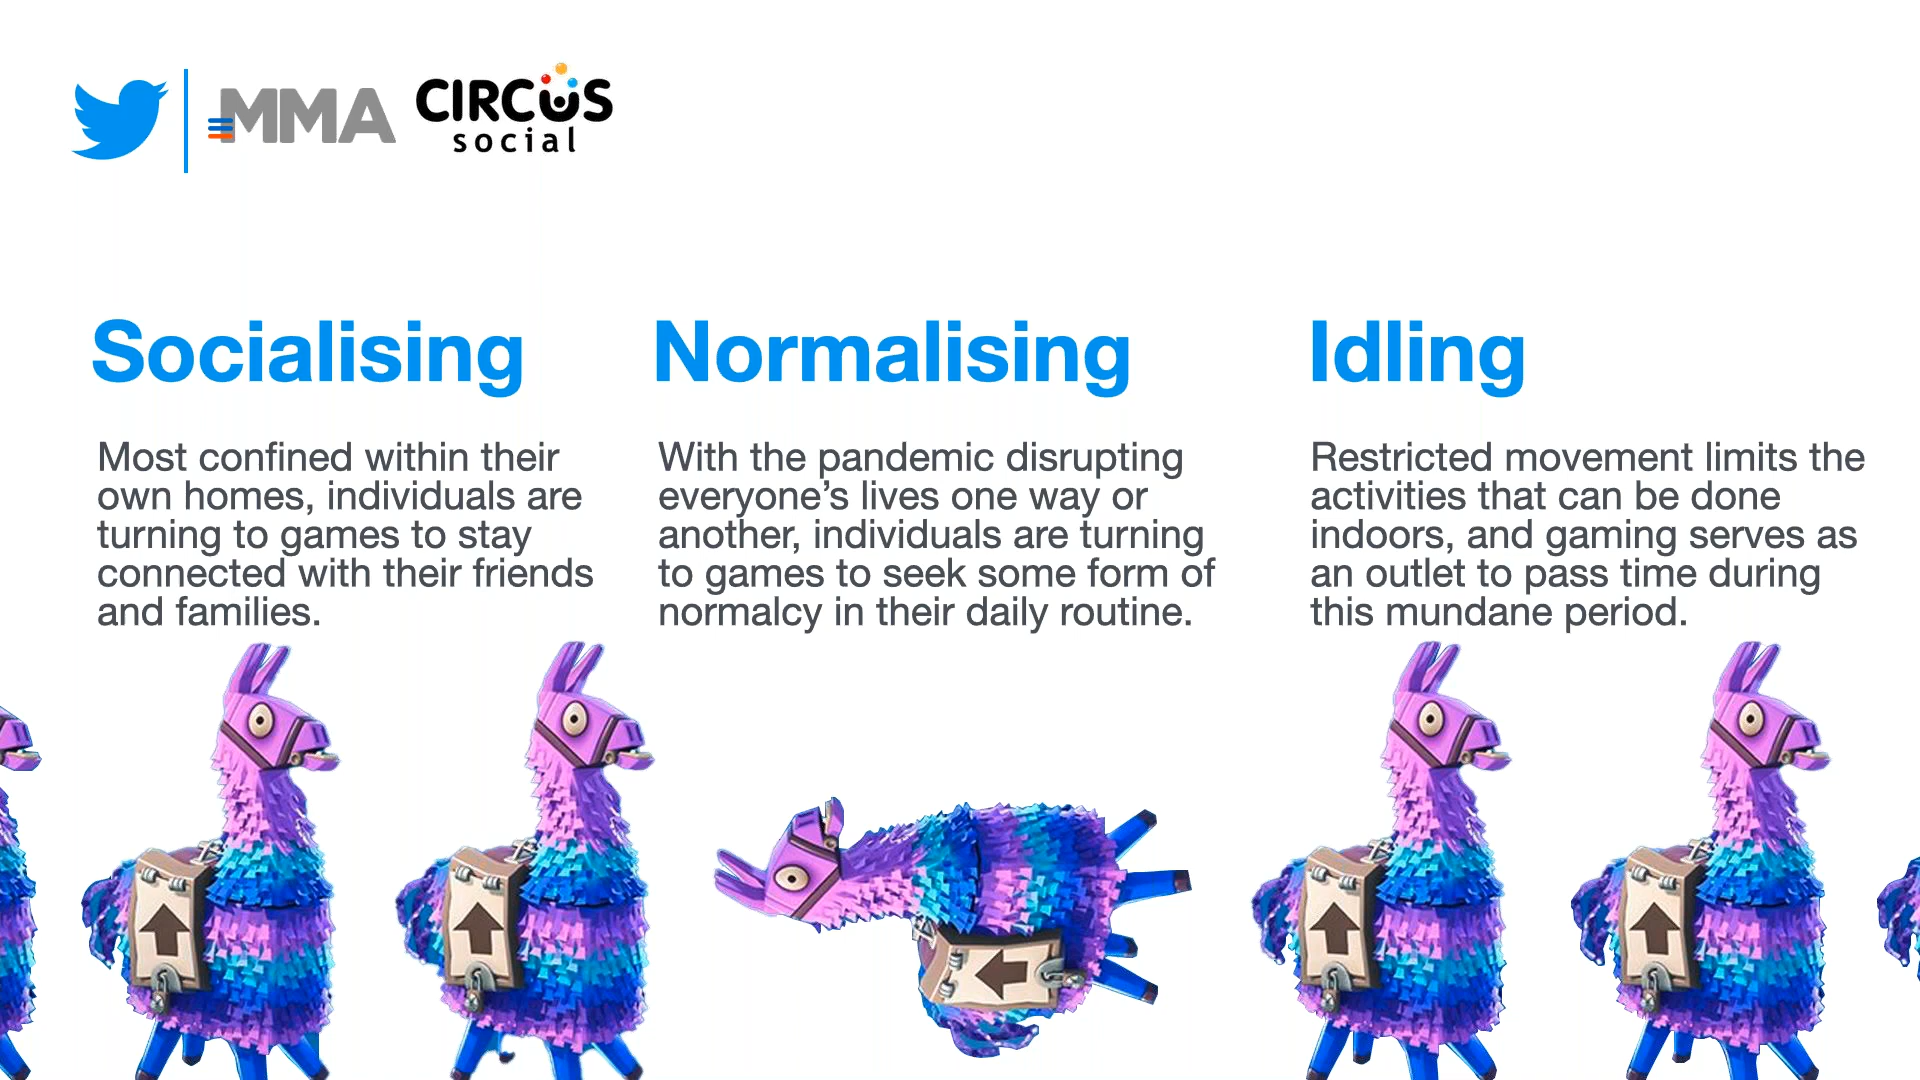 MMA
CIRCUS
social
Socialising
Most confined within their
own homes, individuals are
turning to games to stay
connected with their friends
and families.
Normalising
With the pandemic disrupting
everyone’s lives one way or
another, individuals are turning
to games to seek some form of
normalcy in their daily routine.
Idling
Restricted movement limits the
activities that can be done
indoors, and gaming serves as
an outlet to pass time during
this mundane period.